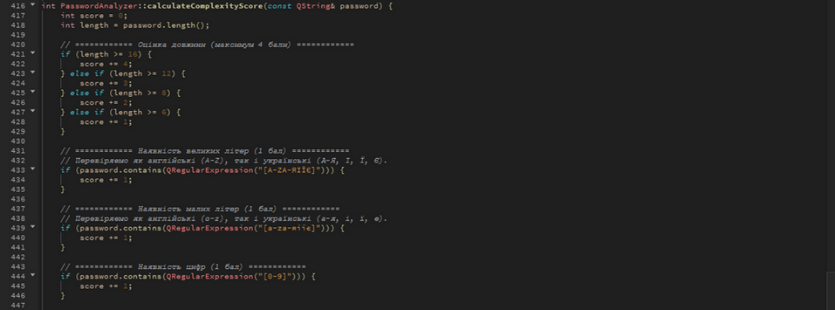 416 int PasswordAnalyzer::calculateComplexityScore(const QString& password) {
417 int score = 0;
418 int length = password.length();
419
420 // ============ Оцінка довжини (максимум 4 бали) ============
421 if (length >= 16) {
422 score += 4;
423 } else if (length >= 12) {
424 score += 3;
425 } else if (length >= 8) {
426 score += 2;
427 } else if (length >= 6) {
428 score += 1;
429 }
430
431 // ============ Наявність великих літер (1 бал) ============
432 // Перевіряємо як англійські (A-Z), так і українські (А-Я, І, Ї, Є).
433 if (password.contains(QRegularExpression("[A-ZА-ЯІЇЄ]"))) {
434 score += 1;
435 }
436
437 // ============ Наявність малих літер (1 бал) ============
438 // Перевіряємо як англійські (a-z), так і українські (а-я, і, ї, є).
439 if (password.contains(QRegularExpression("[a-zа-яіїє]"))) {
440 score += 1;
441 }
442
443 // ============ Наявність цифр (1 бал) ============
444 if (password.contains(QRegularExpression("[0-9]"))) {
445 score += 1;
446 }
447